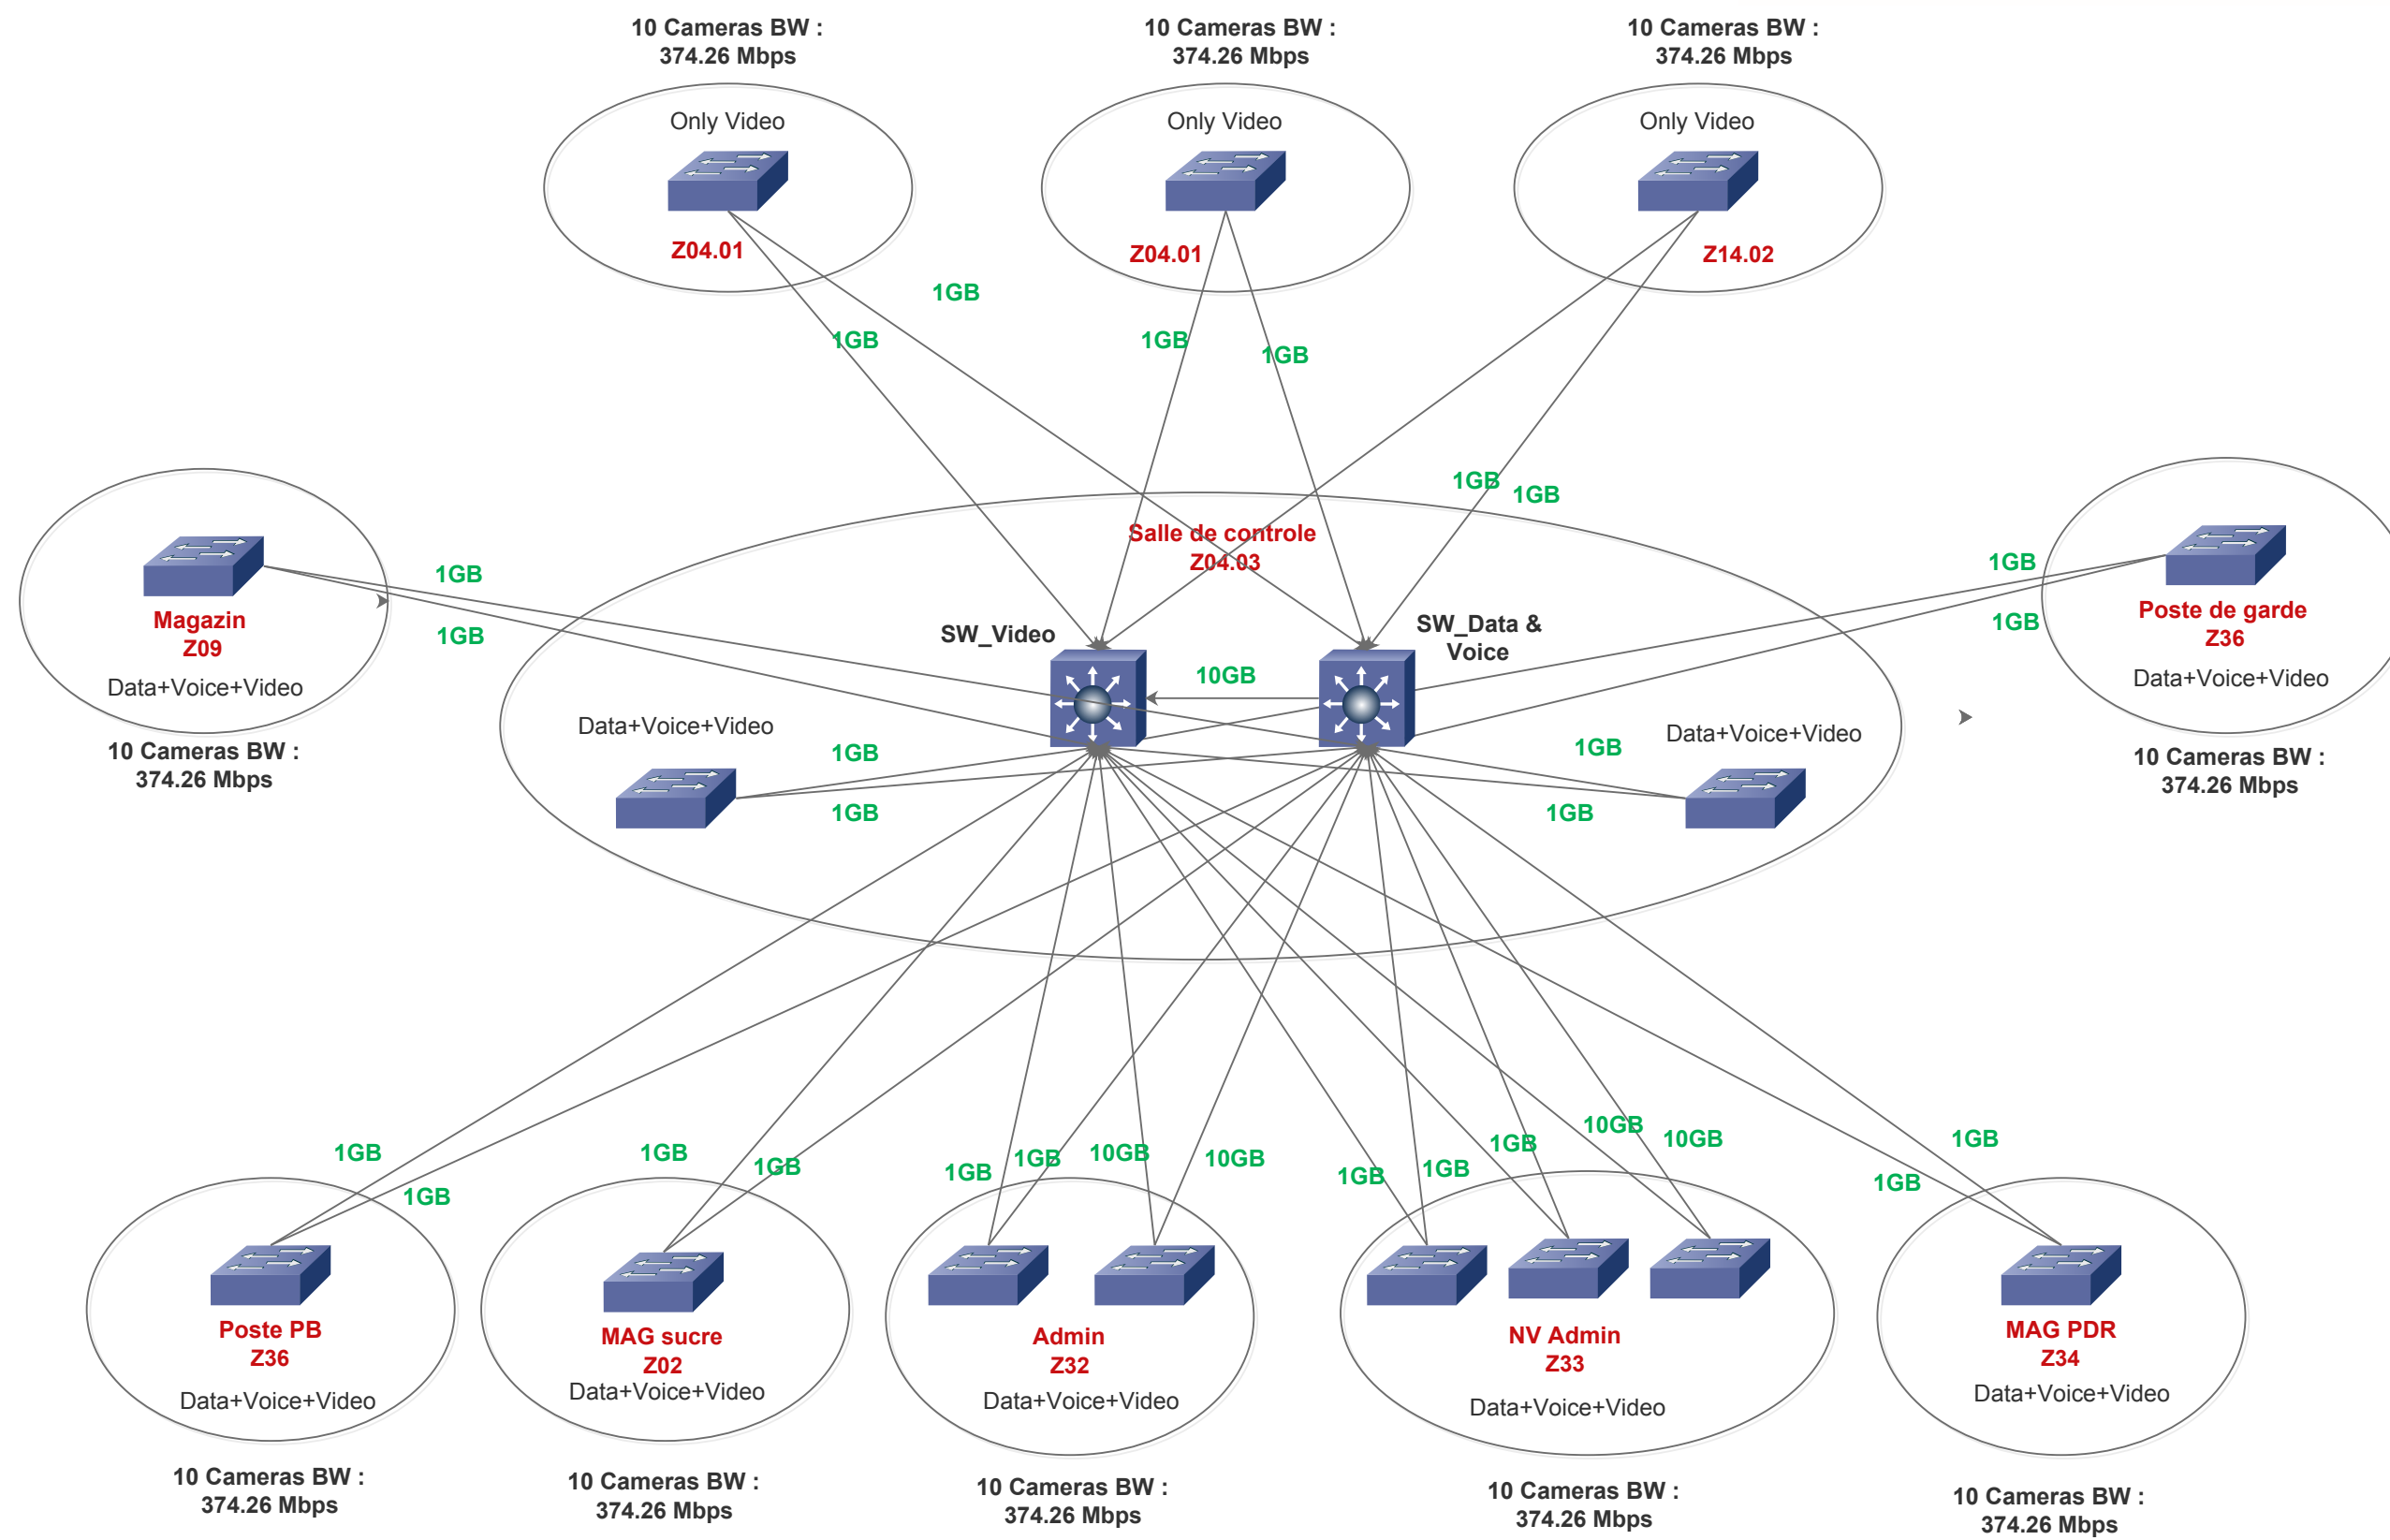 10 Cameras BW :
374.26 Mbps
10 Cameras BW :
374.26 Mbps
10 Cameras BW :
374.26 Mbps
Only Video
Only Video
Only Video
Z04.01
Z04.01
Z14.02
1GB
1GB
1GB
1GB
1GB
1GB
Salle de controle
Z04.03
Magazin
Z09
Data+Voice+Video
10 Cameras BW :
374.26 Mbps
1GB
1GB
SW_Video
SW_Data &
Voice
10GB
1GB
1GB
Poste de garde
Z36
Data+Voice+Video
10 Cameras BW :
374.26 Mbps
Data+Voice+Video
1GB
1GB
Data+Voice+Video
1GB
1GB
1GB
1GB
1GB
1GB
1GB
1GB
10GB
10GB
1GB
1GB
1GB
10GB
10GB
1GB
1GB
Poste PB
Z36
Data+Voice+Video
MAG sucre
Z02
Data+Voice+Video
Admin
Z32
Data+Voice+Video
NV Admin
Z33
Data+Voice+Video
MAG PDR
Z34
Data+Voice+Video
10 Cameras BW :
374.26 Mbps
10 Cameras BW :
374.26 Mbps
10 Cameras BW :
374.26 Mbps
10 Cameras BW :
374.26 Mbps
10 Cameras BW :
374.26 Mbps